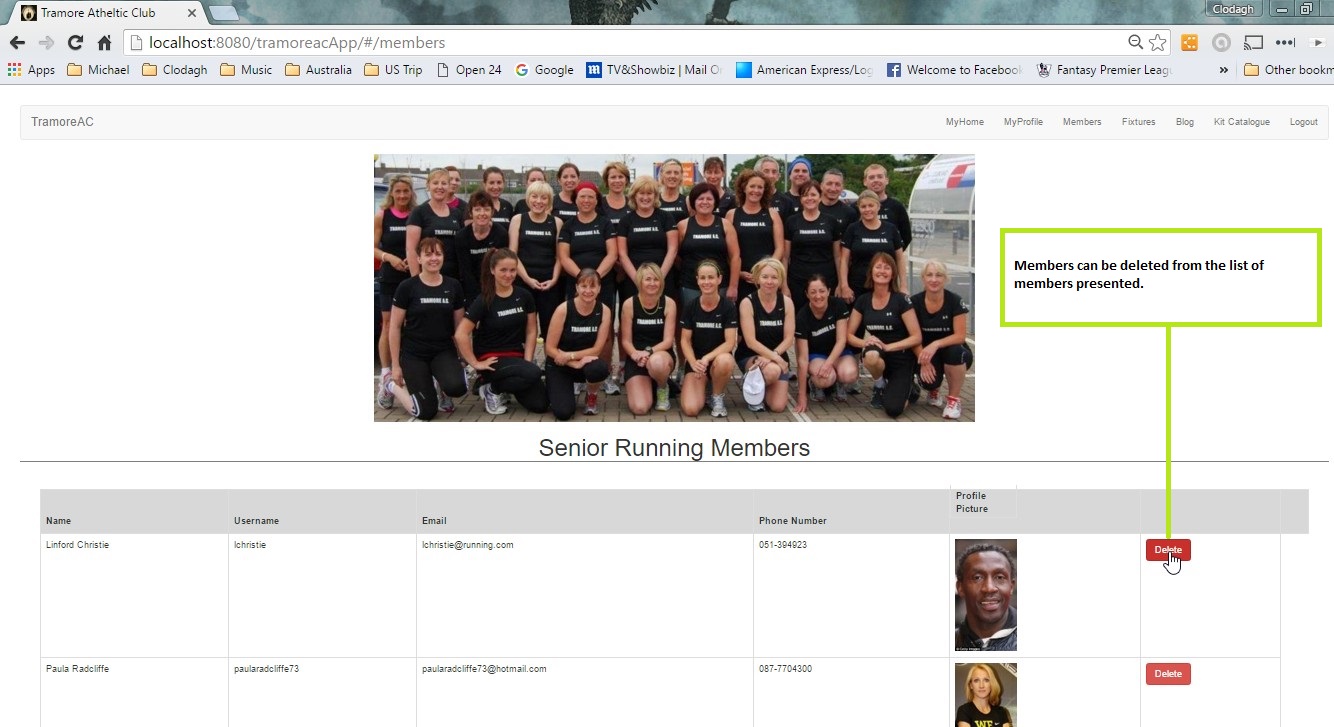 Tramore Atheltic Club
Clodagh
localhost:8080/tramoreacApp/#/members
Apps Michael Clodagh Music Australia US Trip Open 24 Google TV&Showbiz | Mail On American Express/Log Welcome to Facebook Fantasy Premier Leagu » Other bookm
TramoreAC MyHome MyProfile Members Fixtures Blog Kit Catalogue Logout
TRAMORE A.C.
Members can be deleted from the list of
members presented.
Senior Running Members
Name Username Email Phone Number Profile
Picture
Linford Christie lchristie lchristie@running.com 051-394923 Delete
Paula Radcliffe paularadcliffe73 paularadcliffe73@hotmail.com 087-7704300 Delete